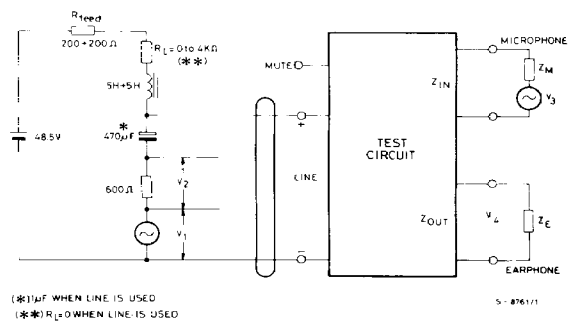 Rfeed
200+200Ω
RL=0 to 4KΩ
(**)
5H+5H
*
470μF
48.5V
600Ω
V2
V1
MUTE
+
LINE
−
TEST
CIRCUIT
ZIN
ZOUT
MICROPHONE
ZM
V3
V4
ZE
EARPHONE
(*)1μF WHEN LINE IS USED
(**) RL=0 WHEN LINE IS USED
S-8761/1